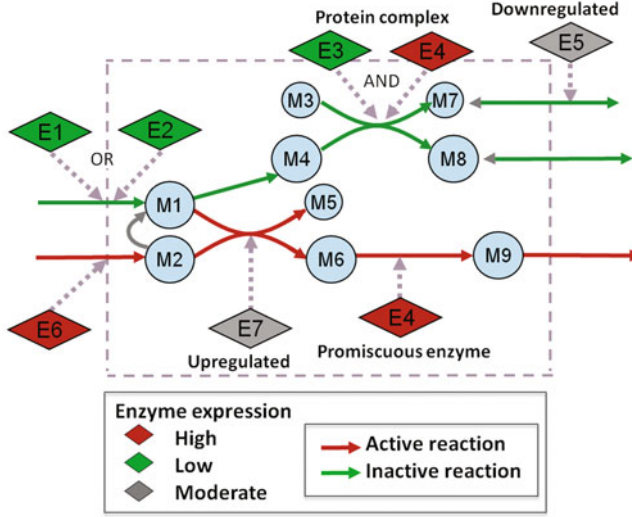 Protein complex
Downregulated
E3
E4
E5
AND
E1
E2
OR
M3
M7
M4
M8
M1
M5
M2
M6
M9
E6
E7
E4
Upregulated
Promiscuous enzyme
Enzyme expression
High
Low
Moderate
Active reaction
Inactive reaction